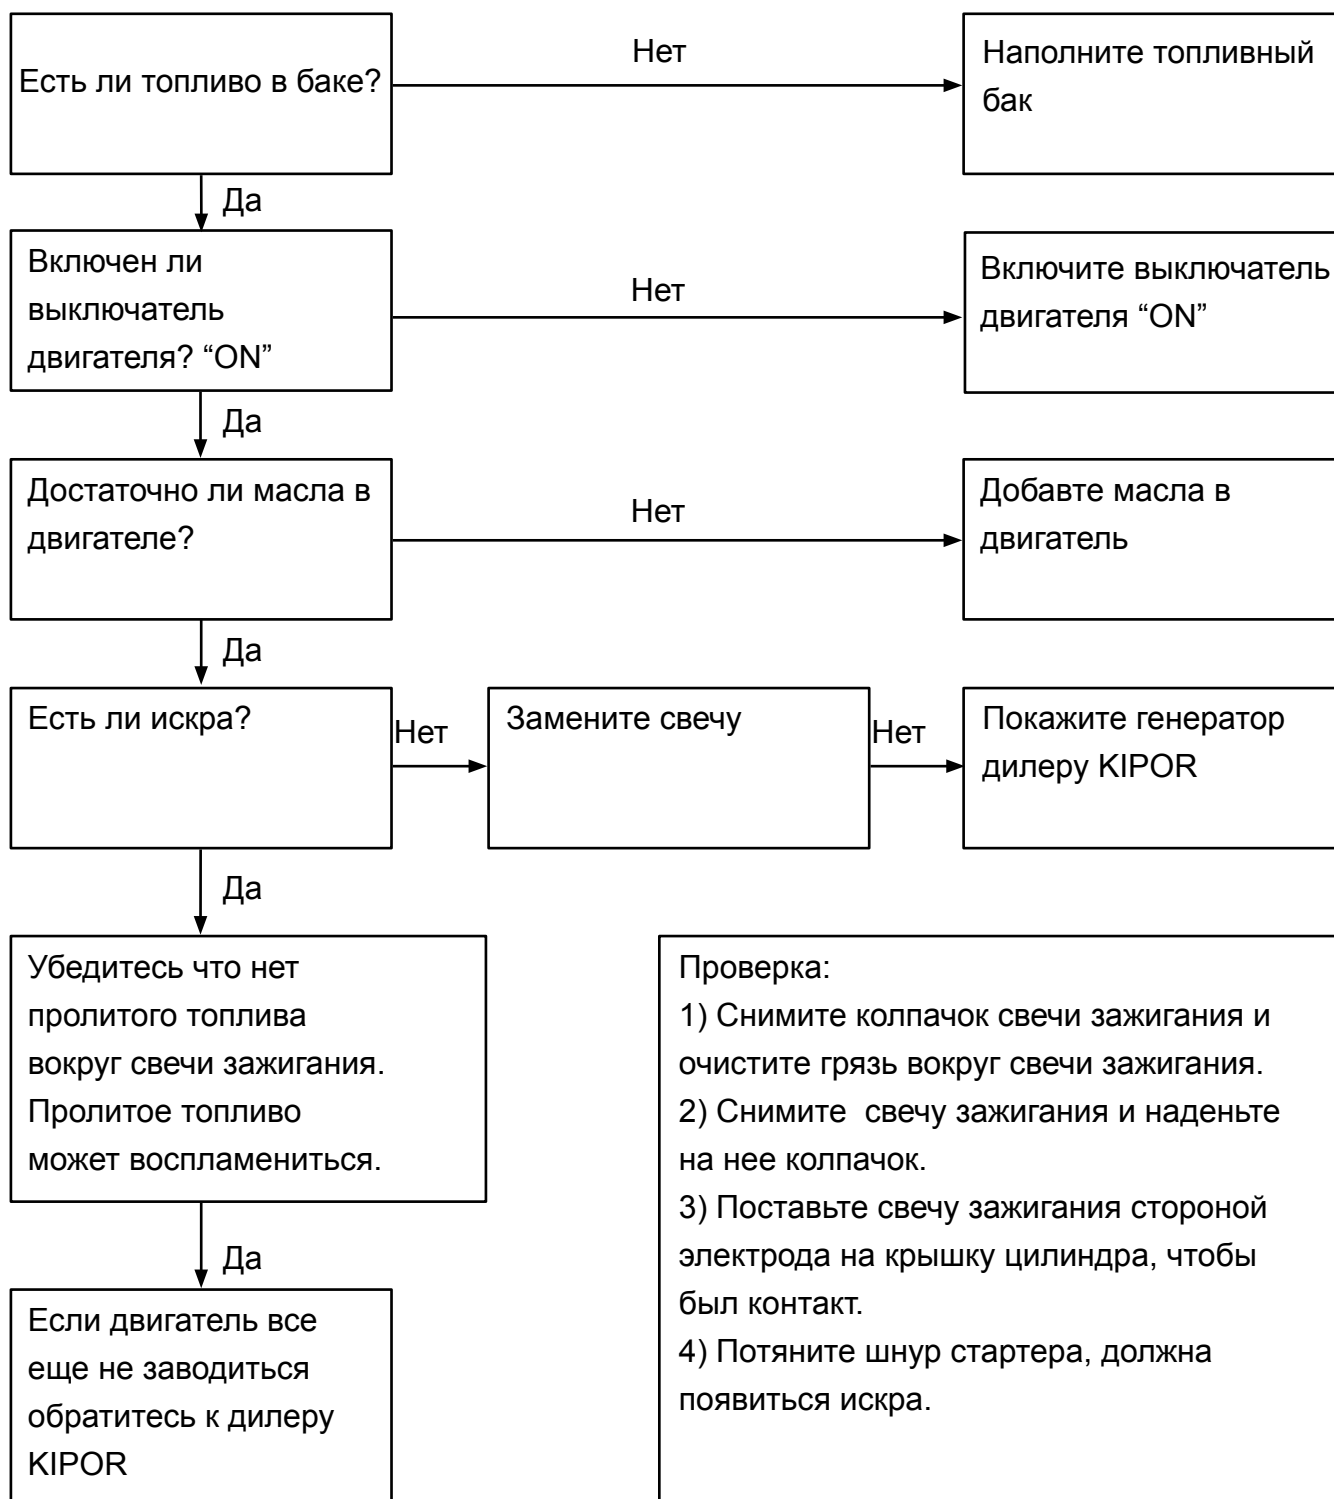 Есть ли топливо в баке?
Нет
Наполните топливный
бак
Да
Включен ли
выключатель
двигателя? “ON”
Нет
Включите выключатель
двигателя “ON”
Да
Достаточно ли масла в
двигателе?
Нет
Добавте масла в
двигатель
Да
Есть ли искра?
Нет
Замените свечу
Нет
Покажите генератор
дилеру KIPOR
Да
Убедитесь что нет
пролитого топлива
вокруг свечи зажигания.
Пролитое топливо
может воспламениться.
Да
Если двигатель все
еще не заводиться
обратитесь к дилеру
KIPOR
Проверка:
1) Снимите колпачок свечи зажигания и
очистите грязь вокруг свечи зажигания.
2) Снимите  свечу зажигания и наденьте
на нее колпачок.
3) Поставьте свечу зажигания стороной
электрода на крышку цилиндра, чтобы
был контакт.
4) Потяните шнур стартера, должна
появиться искра.